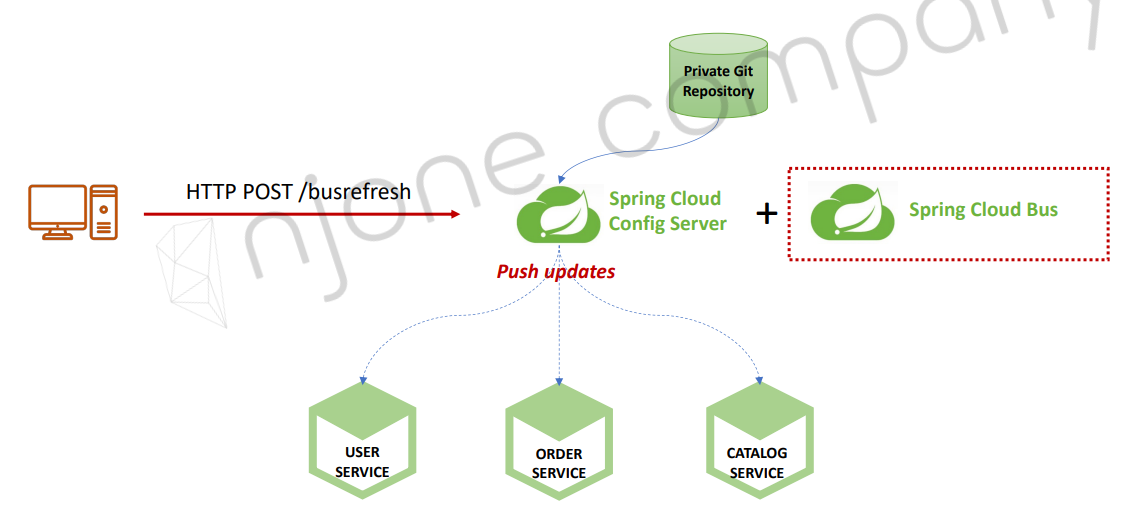 Private Git
Repository
HTTP POST /busrefresh
Spring Cloud
Config Server
+
Spring Cloud Bus
Push updates
USER
SERVICE
ORDER
SERVICE
CATALOG
SERVICE
njone company